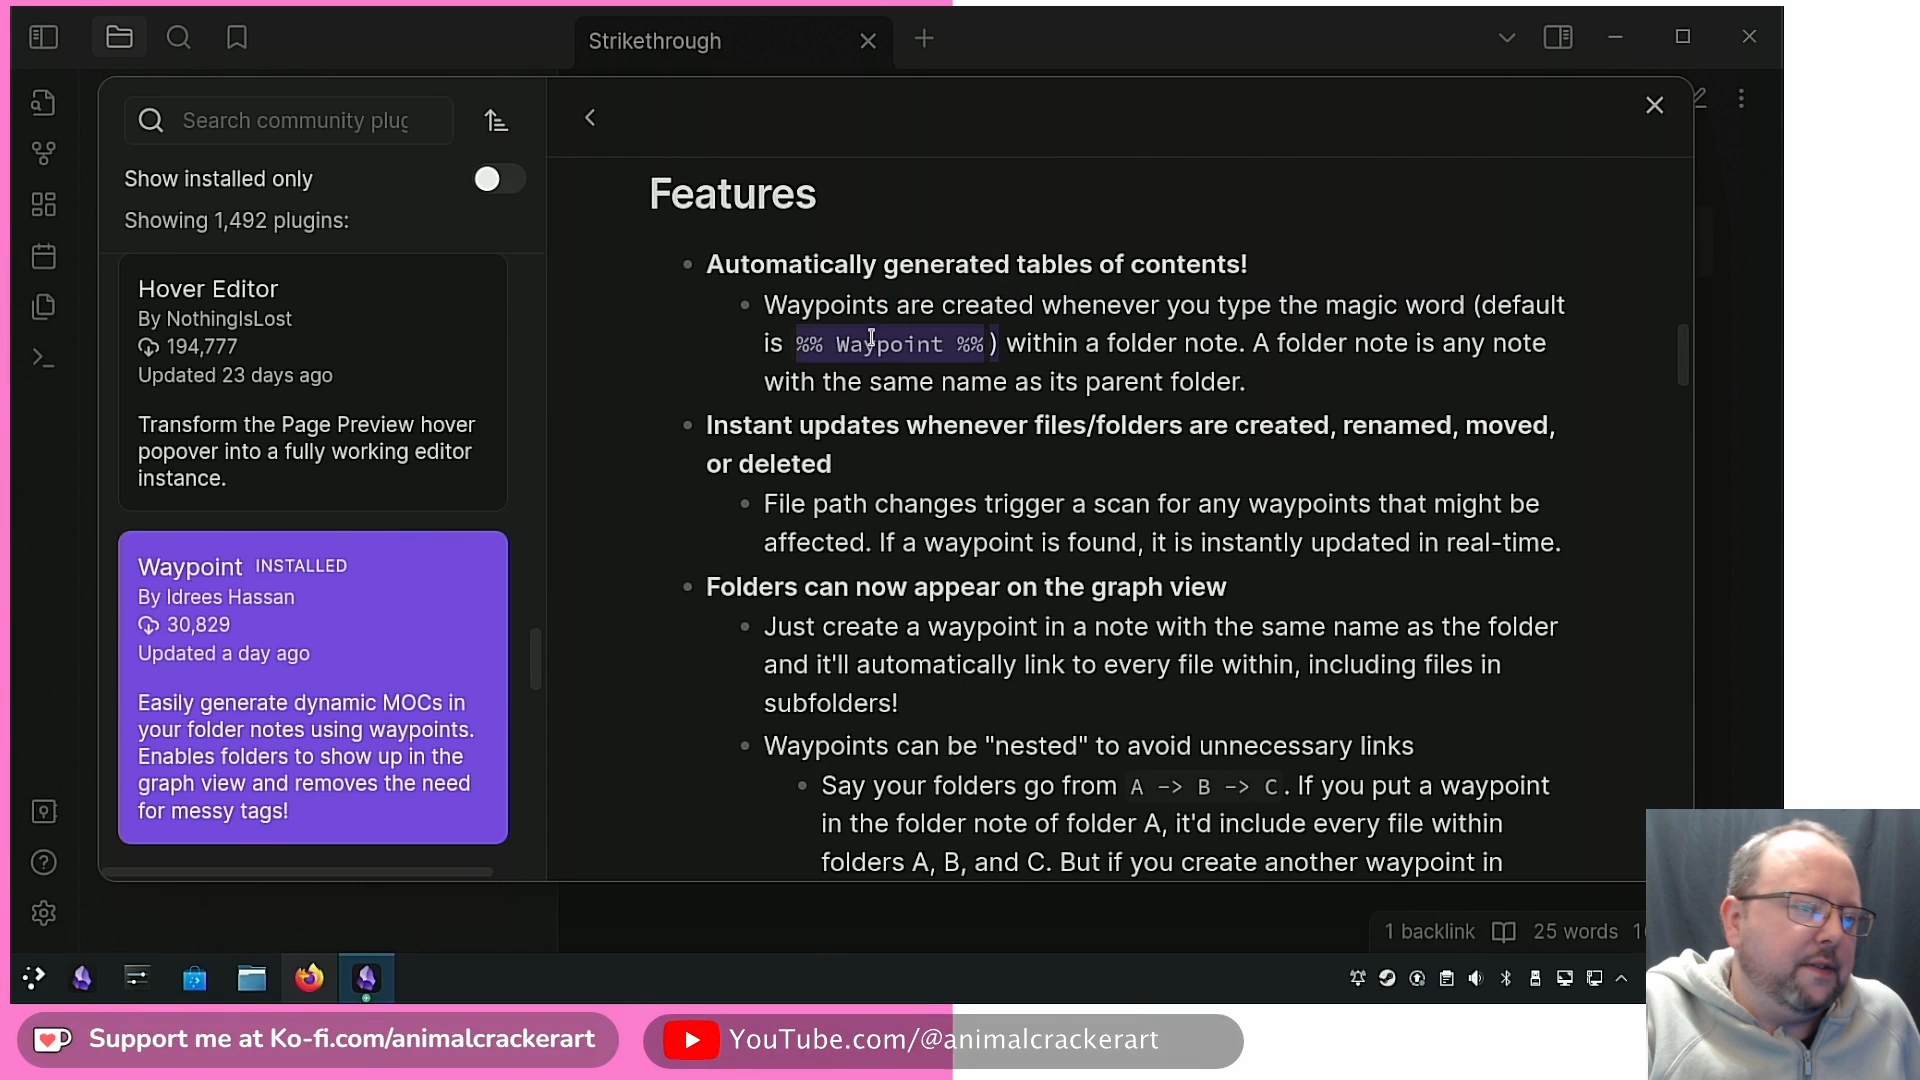 Strikethrough
Search community plug
Show installed only
Showing 1,492 plugins:
Hover Editor
By NothingIsLost
194,777
Updated 23 days ago
Transform the Page Preview hover
popover into a fully working editor
instance.
Waypoint INSTALLED
By Idrees Hassan
30,829
Updated a day ago
Easily generate dynamic MOCs in
your folder notes using waypoints.
Enables folders to show up in the
graph view and removes the need
for messy tags!
Features
Automatically generated tables of contents!
Waypoints are created whenever you type the magic word (default
is %% Waypoint %%) within a folder note. A folder note is any note
with the same name as its parent folder.
Instant updates whenever files/folders are created, renamed, moved,
or deleted
File path changes trigger a scan for any waypoints that might be
affected. If a waypoint is found, it is instantly updated in real-time.
Folders can now appear on the graph view
Just create a waypoint in a note with the same name as the folder
and it'll automatically link to every file within, including files in
subfolders!
Waypoints can be "nested" to avoid unnecessary links
Say your folders go from A -> B -> C. If you put a waypoint
in the folder note of folder A, it'd include every file within
folders A, B, and C. But if you create another waypoint in
1 backlink 25 words
Support me at Ko-fi.com/animalcrackerart
YouTube.com/@animalcrackerart